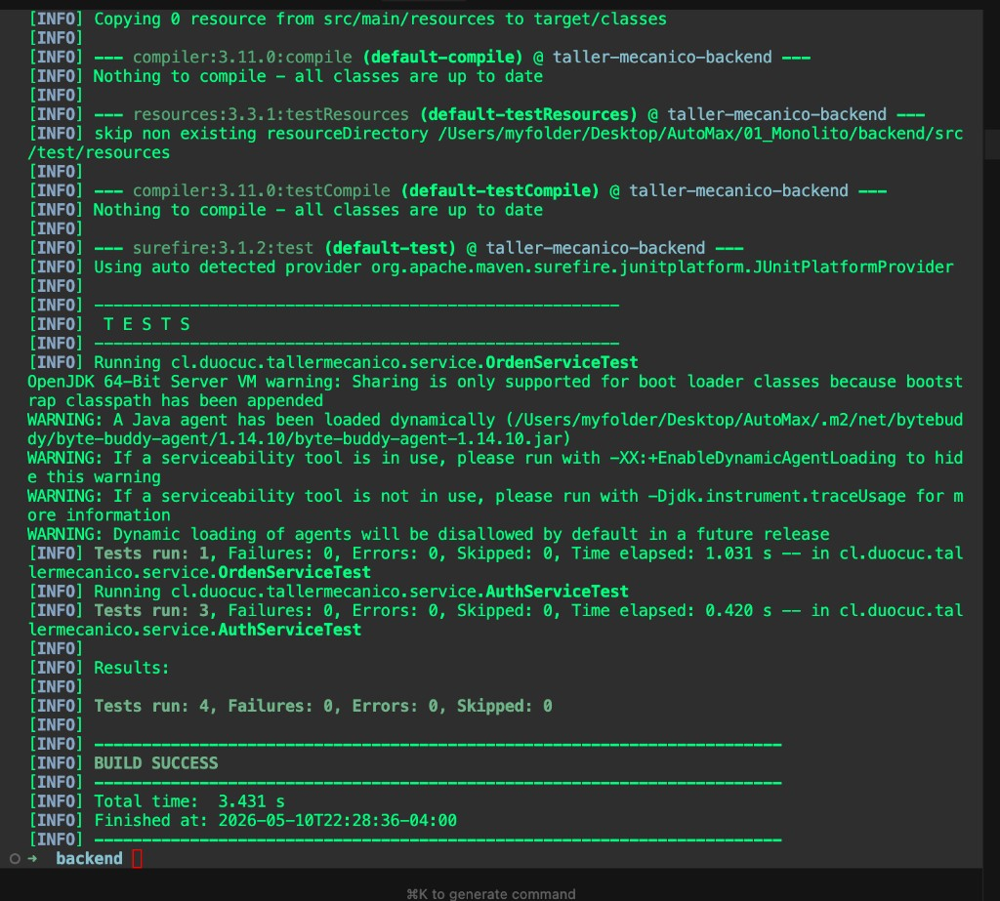 [INFO] Copying 0 resource from src/main/resources to target/classes
[INFO]
[INFO] --- compiler:3.11.0:compile (default-compile) @ taller-mecanico-backend ---
[INFO] Nothing to compile - all classes are up to date
[INFO]
[INFO] --- resources:3.3.1:testResources (default-testResources) @ taller-mecanico-backend ---
[INFO] skip non existing resourceDirectory /Users/myfolder/Desktop/AutoMax/01_Monolito/backend/src
/test/resources
[INFO]
[INFO] --- compiler:3.11.0:testCompile (default-testCompile) @ taller-mecanico-backend ---
[INFO] Nothing to compile - all classes are up to date
[INFO]
[INFO] --- surefire:3.1.2:test (default-test) @ taller-mecanico-backend ---
[INFO] Using auto detected provider org.apache.maven.surefire.junitplatform.JUnitPlatformProvider
[INFO]
[INFO] -------------------------------------------------------
[INFO]  T E S T S
[INFO] -------------------------------------------------------
[INFO] Running cl.duocuc.tallermecanico.service.OrdenServiceTest
OpenJDK 64-Bit Server VM warning: Sharing is only supported for boot loader classes because bootst
rap classpath has been appended
WARNING: A Java agent has been loaded dynamically (/Users/myfolder/Desktop/AutoMax/.m2/net/bytebud
dy/byte-buddy-agent/1.14.10/byte-buddy-agent-1.14.10.jar)
WARNING: If a serviceability tool is in use, please run with -XX:+EnableDynamicAgentLoading to hid
e this warning
WARNING: If a serviceability tool is not in use, please run with -Djdk.instrument.traceUsage for m
ore information
WARNING: Dynamic loading of agents will be disallowed by default in a future release
[INFO] Tests run: 1, Failures: 0, Errors: 0, Skipped: 0, Time elapsed: 1.031 s -- in cl.duocuc.tal
lermecanico.service.OrdenServiceTest
[INFO] Running cl.duocuc.tallermecanico.service.AuthServiceTest
[INFO] Tests run: 3, Failures: 0, Errors: 0, Skipped: 0, Time elapsed: 0.420 s -- in cl.duocuc.tal
lermecanico.service.AuthServiceTest
[INFO]
[INFO] Results:
[INFO]
[INFO] Tests run: 4, Failures: 0, Errors: 0, Skipped: 0
[INFO]
[INFO] ------------------------------------------------------------------------
[INFO] BUILD SUCCESS
[INFO] ------------------------------------------------------------------------
[INFO] Total time:  3.431 s
[INFO] Finished at: 2026-05-10T22:28:36-04:00
[INFO] ------------------------------------------------------------------------
➜  backend
⌘K to generate command